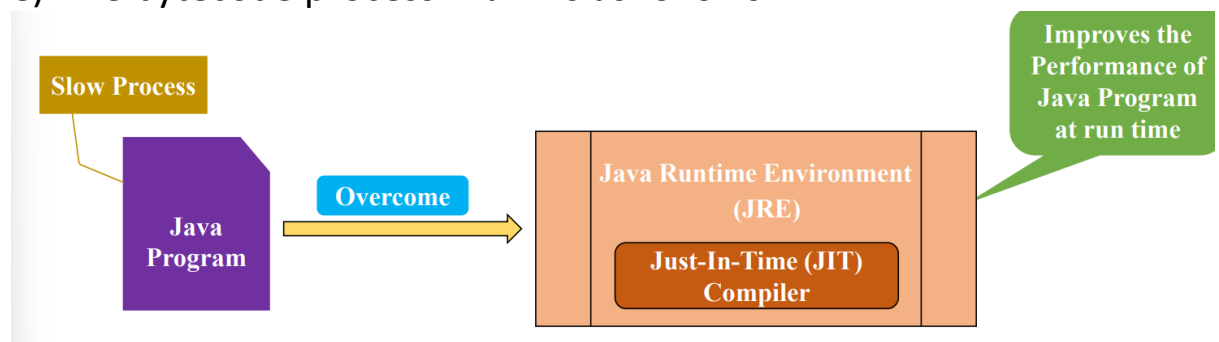 Improves the
Performance of
Java Program
at run time
Slow Process
Java
Program
Overcome
Java Runtime Environment
(JRE)
Just-In-Time (JIT)
Compiler